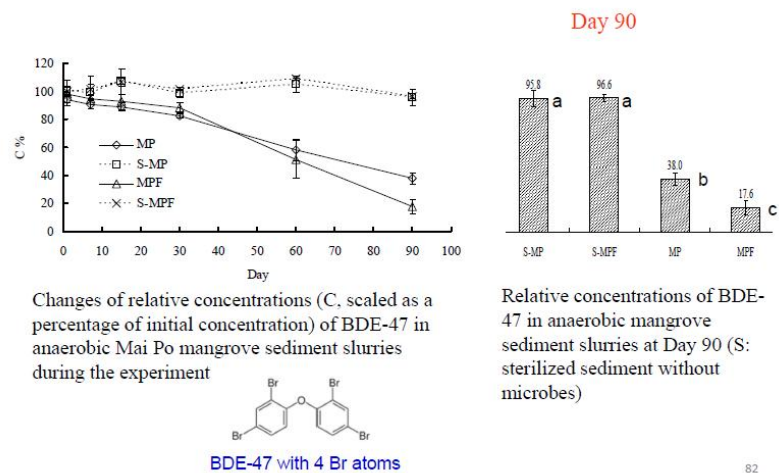 Day 90
120
100
80
60
40
20
0
C %
MP
S-MP
MPF
S-MPF
0 10 20 30 40 50 60 70 80 90 100
Day
95.8 a
96.6 a
38.0 b
17.6 c
S-MP S-MPF MP MPF
Changes of relative concentrations (C, scaled as a
percentage of initial concentration) of BDE-47 in
anaerobic Mai Po mangrove sediment slurries
during the experiment
Relative concentrations of BDE-
47 in anaerobic mangrove
sediment slurries at Day 90 (S:
sterilized sediment without
microbes)
Br Br
O
Br Br
BDE-47 with 4 Br atoms
82